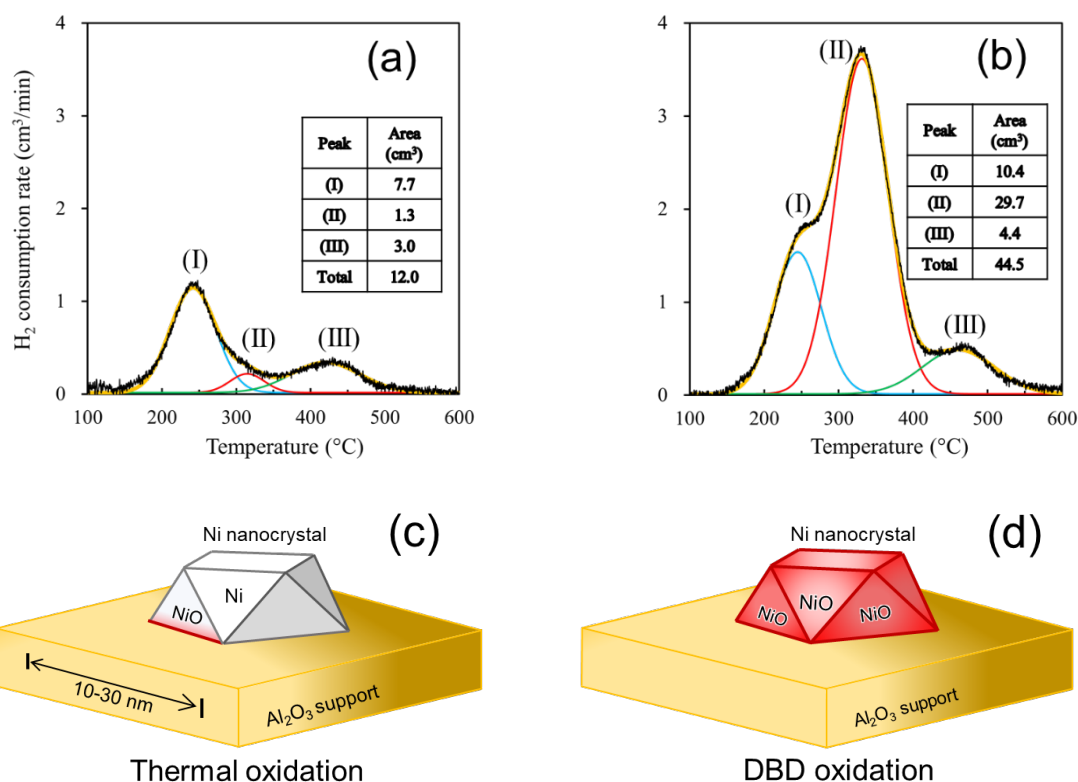 (a)
H₂ consumption rate (cm³/min)
4
3
2
1
0
100 200 300 400 500 600
Temperature (°C)
(I)
(II)
(III)
Peak Area (cm³)
(I) 7.7
(II) 1.3
(III) 3.0
Total 12.0
(b)
4
3
2
1
0
100 200 300 400 500 600
Temperature (°C)
(I)
(II)
(III)
Peak Area (cm³)
(I) 10.4
(II) 29.7
(III) 4.4
Total 44.5
(c)
Ni nanocrystal
Ni
NiO
10-30 nm
Al₂O₃ support
Thermal oxidation
(d)
Ni nanocrystal
NiO
NiO
NiO
Al₂O₃ support
DBD oxidation